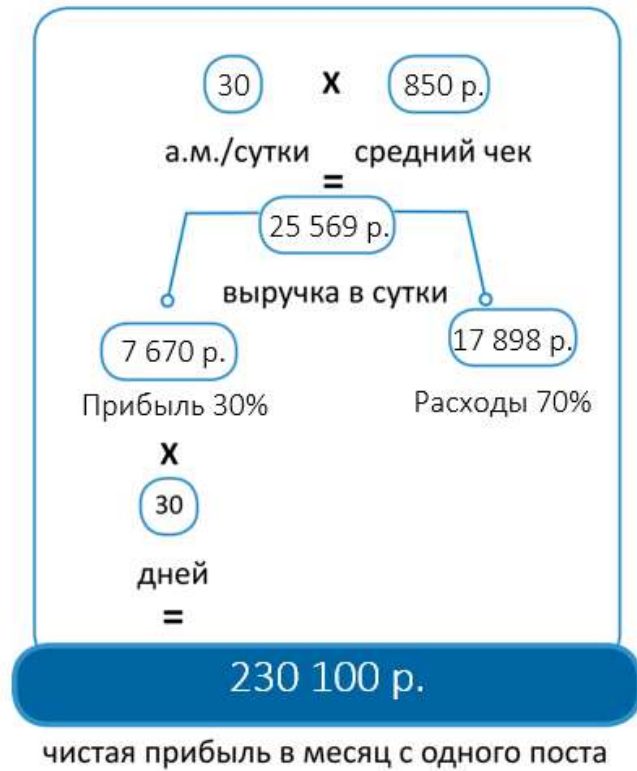 30 X 850 р.
а.м./сутки средний чек
=
25 569 р.
выручка в сутки
7 670 р. 17 898 р.
Прибыль 30% Расходы 70%
X
30
дней
=
230 100 р.
чистая прибыль в месяц с одного поста